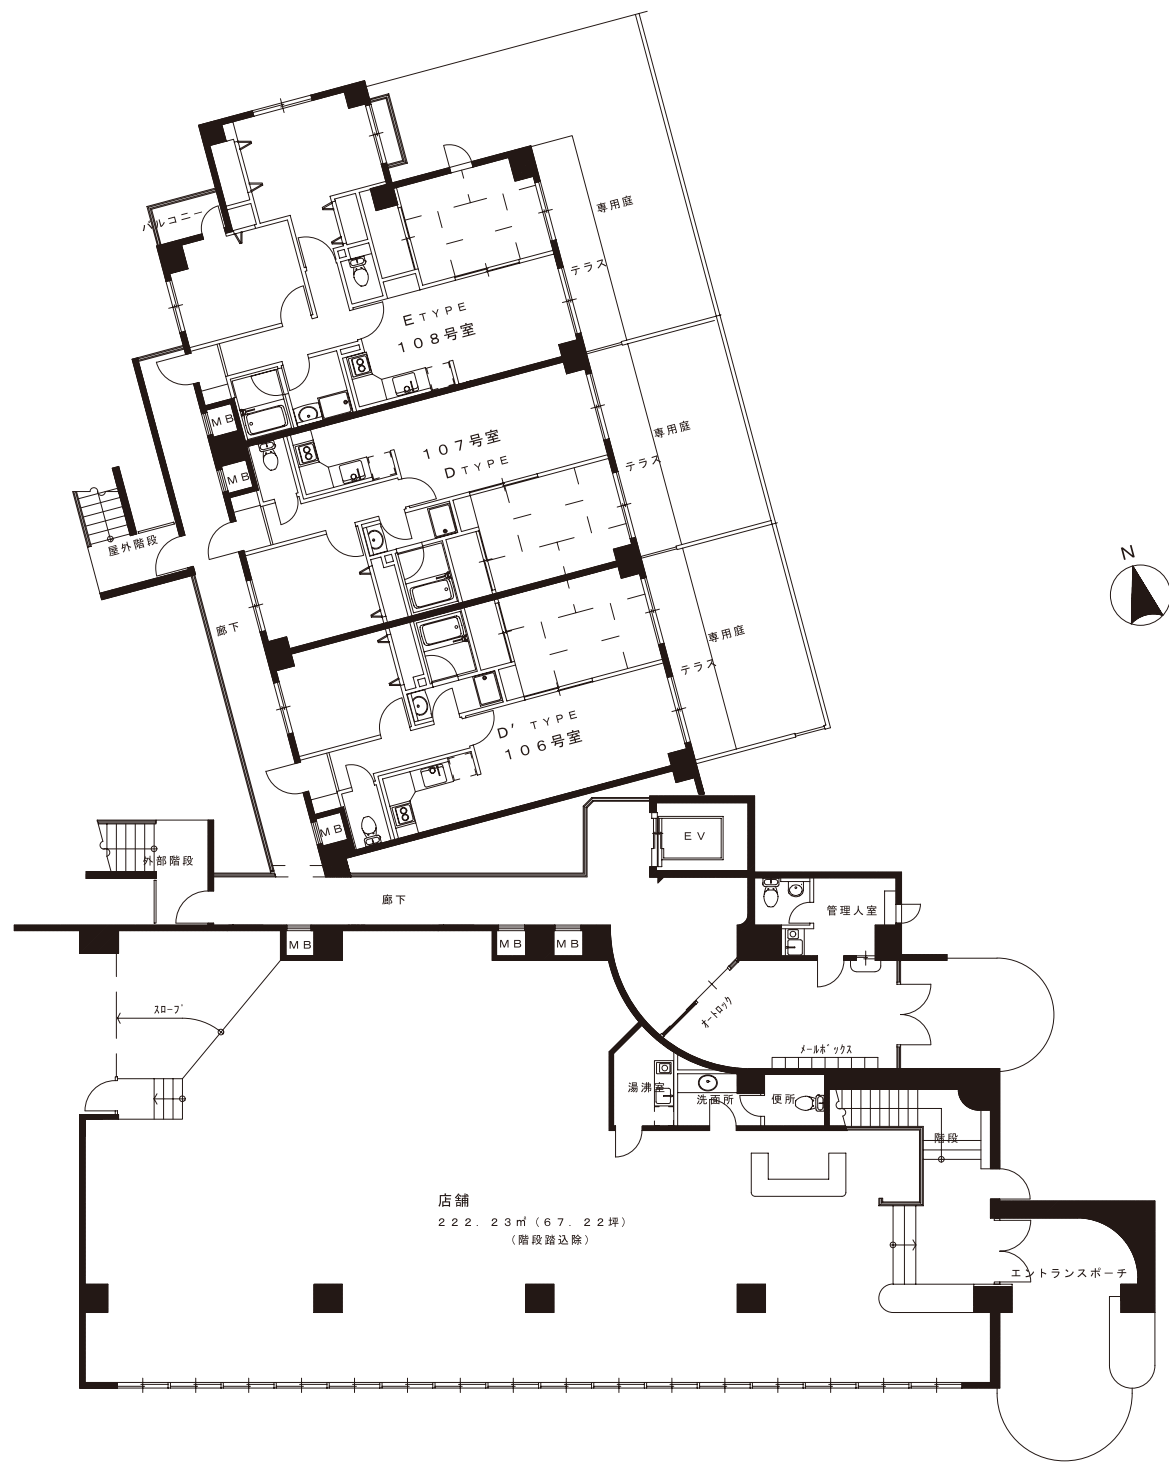 専用庭
バルコニー
テラス
E TYPE
108号室
MB
107号室
D TYPE
専用庭
テラス
MB
屋外階段
N
廊下
専用庭
テラス
D' TYPE
106号室
MB
EV
外部階段
廊下
管理人室
MB
MB
MB
スロープ
オートロック
メールボックス
湯沸室
洗面所
便所
階段
店舗
222.23㎡(67.22坪)
(階段踏込除)
エントランスポーチ